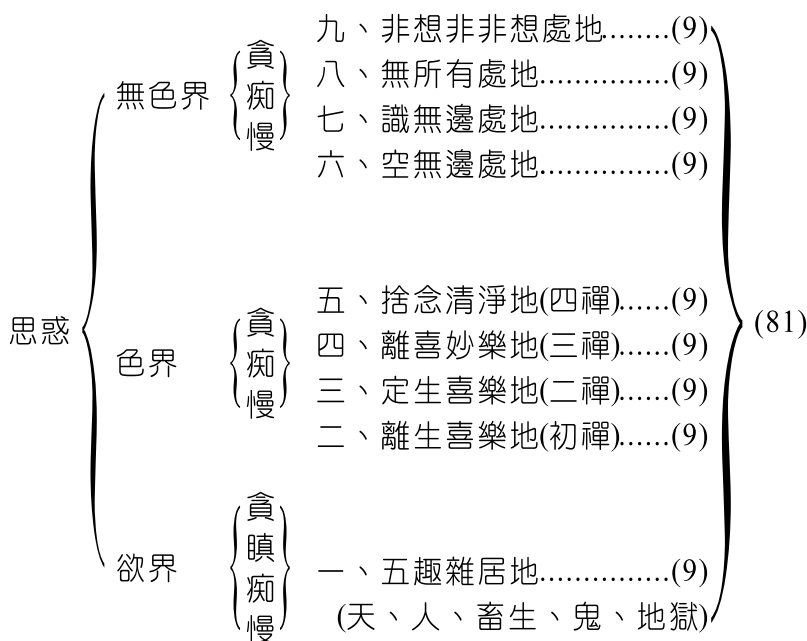 思惑
無色界
貪
痴
慢
九、非想非非想處地........(9)
八、無所有處地...............(9)
七、識無邊處地...............(9)
六、空無邊處地...............(9)
色界
貪
痴
慢
五、捨念清淨地(四禪)......(9)
四、離喜妙樂地(三禪)......(9)
三、定生喜樂地(二禪)......(9)
二、離生喜樂地(初禪)......(9)
欲界
貪
瞋
痴
慢
一、五趣雜居地...............(9)
(天、人、畜生、鬼、地獄)
(81)